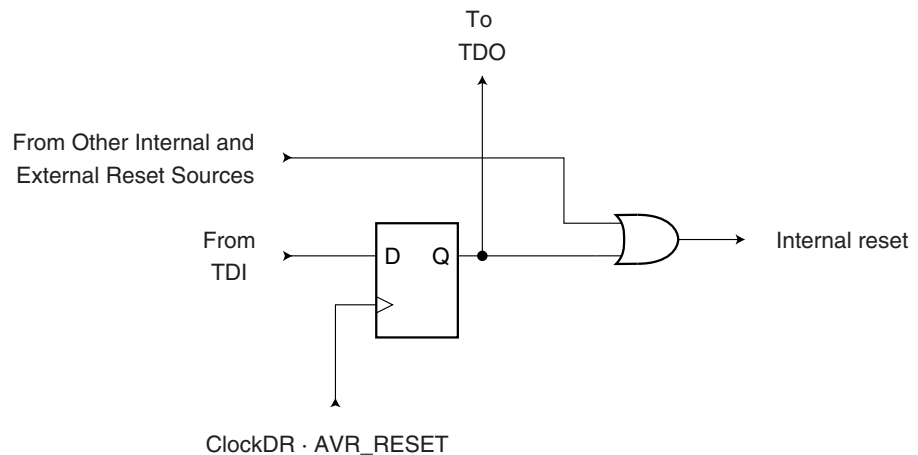 To
TDO
From Other Internal and
External Reset Sources
From
TDI
D
Q
Internal reset
ClockDR · AVR_RESET